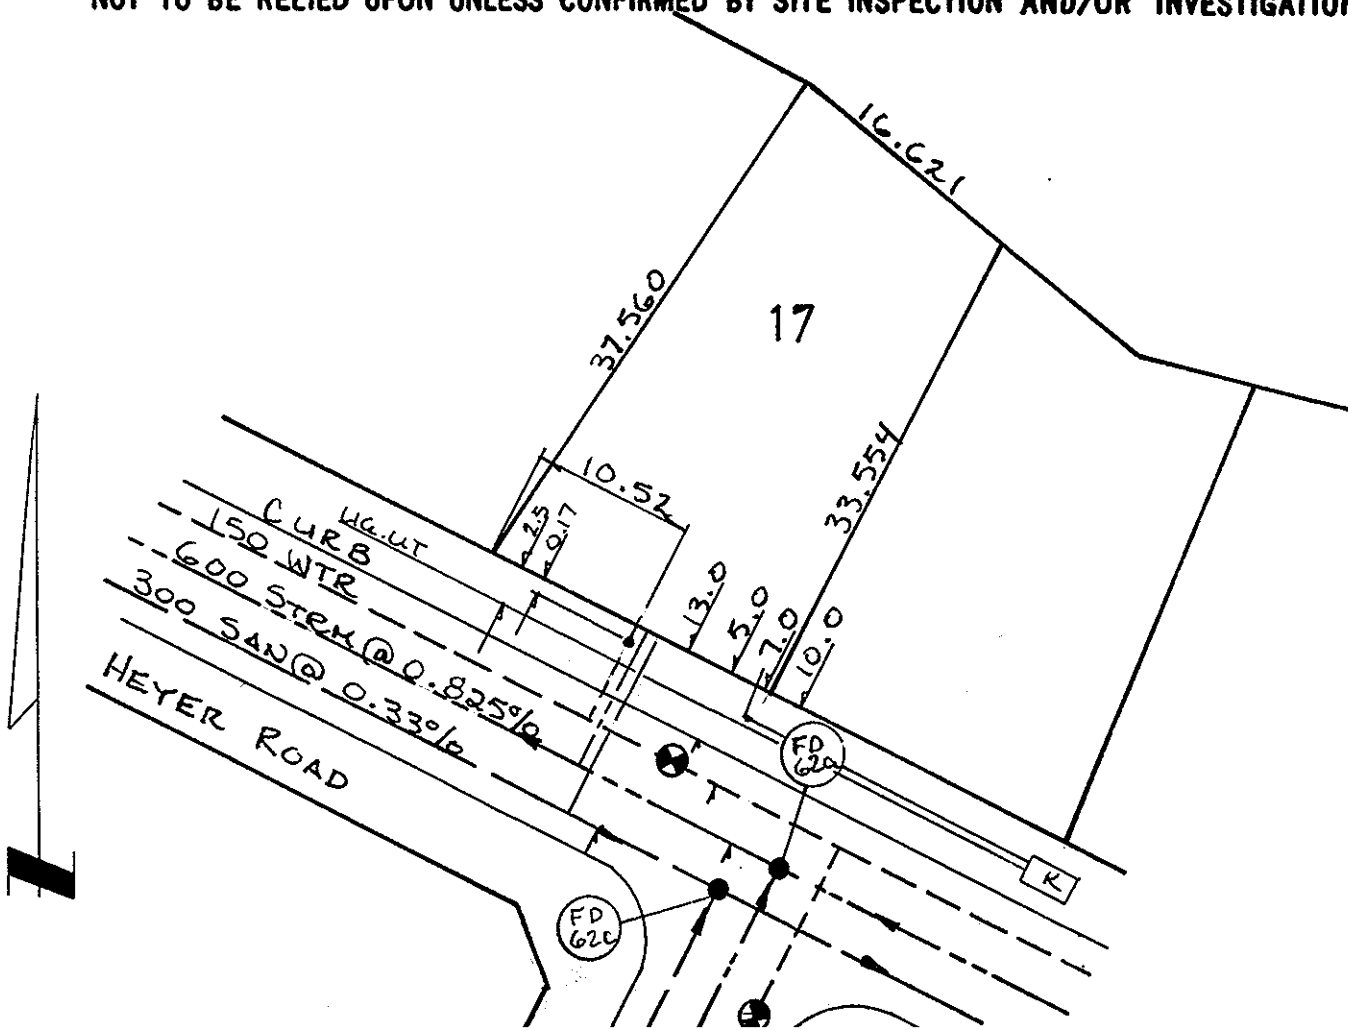 NOT TO BE RELIED UPON UNLESS CONFIRMED BY SITE INSPECTION AND/OR INVESTIGATION
16.621
37.560
17
33.554
10.52
2.5
0.17
UG.UT
CURB
150 WTR
600 STRM @ 0.825%
300 SAN @ 0.33%
HEYER ROAD
13.0
5.0
7.0
10.0
FD
62a
K
FD
62c